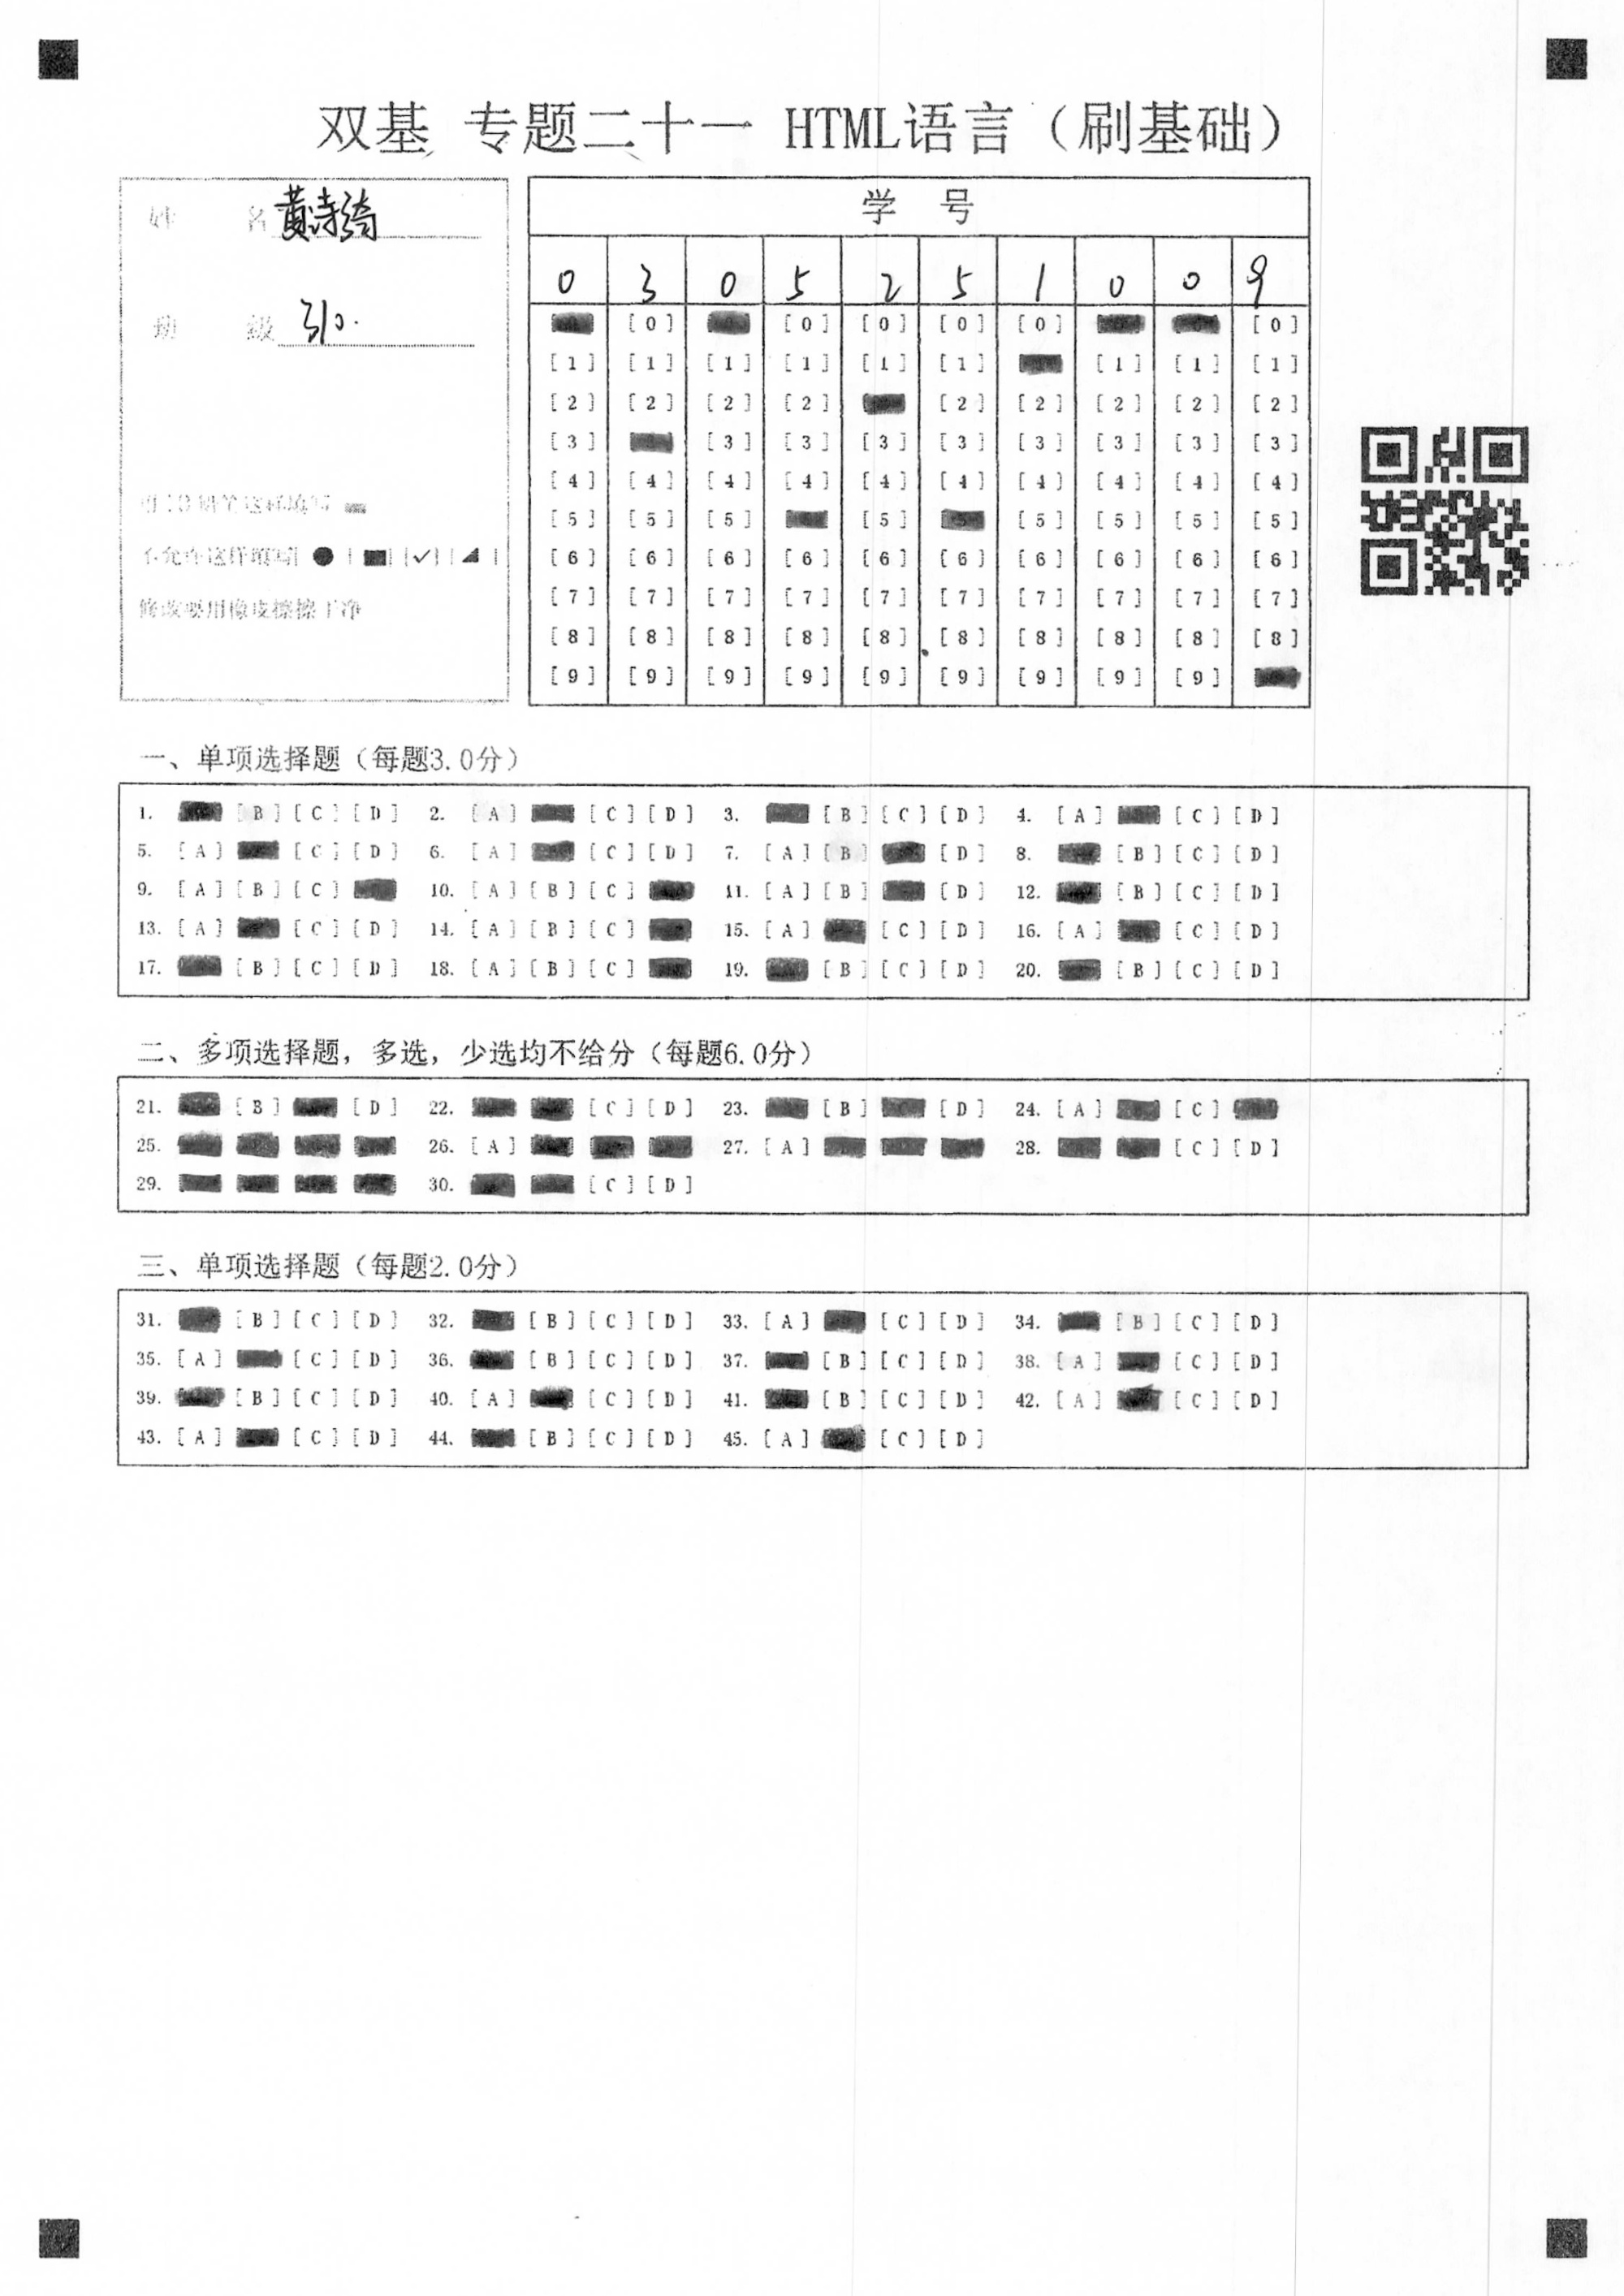 双基 专题二十一 HTML语言（刷基础）
姓 名 黄诗绮
班 级 310.
不允许这样填写
修改要用橡皮擦擦干净
学 号
0 3 0 5 2 5 1 0 0 9
[0] [0] [0] [0] [0] [0]
[1] [1] [1] [1] [1] [1] [1] [1] [1]
[2] [2] [2] [2] [2] [2] [2] [2] [2]
[3] [3] [3] [3] [3] [3] [3] [3] [3]
[4] [4] [4] [4] [4] [4] [4] [4] [4] [4]
[5] [5] [5] [5] [5] [5] [5] [5]
[6] [6] [6] [6] [6] [6] [6] [6] [6] [6]
[7] [7] [7] [7] [7] [7] [7] [7] [7] [7]
[8] [8] [8] [8] [8] [8] [8] [8] [8] [8]
[9] [9] [9] [9] [9] [9] [9] [9] [9]
一、单项选择题（每题3.0分）
1. [B] [C] [D] 2. [A] [C] [D] 3. [B] [C] [D] 4. [A] [C] [D]
5. [A] [C] [D] 6. [A] [C] [D] 7. [A] [B] [D] 8. [B] [C] [D]
9. [A] [B] [C] 10. [A] [B] [C] 11. [A] [B] [D] 12. [B] [C] [D]
13. [A] [C] [D] 14. [A] [B] [C] 15. [A] [C] [D] 16. [A] [C] [D]
17. [B] [C] [D] 18. [A] [B] [C] 19. [B] [C] [D] 20. [B] [C] [D]
二、多项选择题，多选，少选均不给分（每题6.0分）
21. [B] [D] 22. [C] [D] 23. [B] [D] 24. [A] [C]
25. 26. [A] 27. [A] 28. [C] [D]
29. 30. [C] [D]
三、单项选择题（每题2.0分）
31. [B] [C] [D] 32. [B] [C] [D] 33. [A] [C] [D] 34. [B] [C] [D]
35. [A] [C] [D] 36. [B] [C] [D] 37. [B] [C] [D] 38. [A] [C] [D]
39. [B] [C] [D] 40. [A] [C] [D] 41. [B] [C] [D] 42. [A] [C] [D]
43. [A] [C] [D] 44. [B] [C] [D] 45. [A] [C] [D]